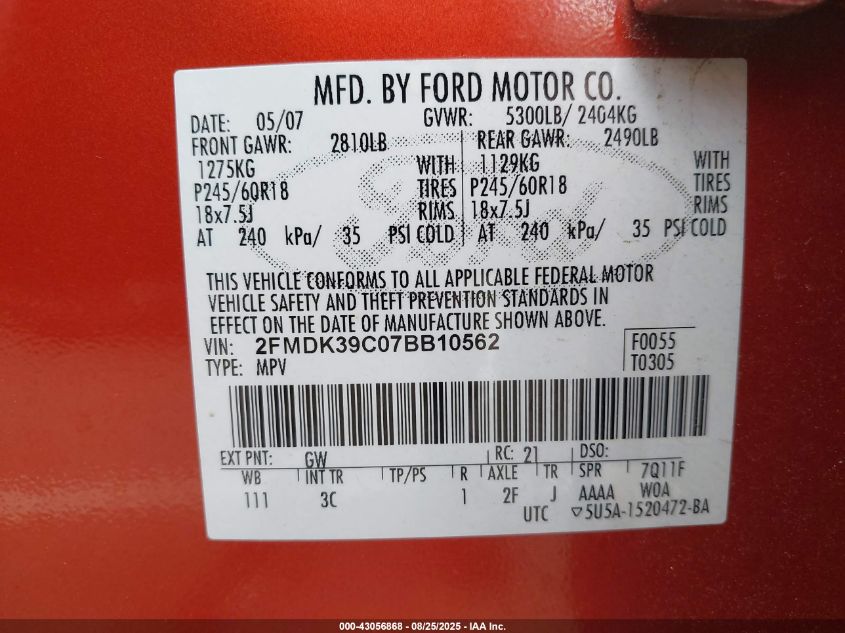 MFD. BY FORD MOTOR CO.
DATE: 05/07 GVWR: 5300LB/ 2404KG
FRONT GAWR: 2810LB REAR GAWR: 2490LB
1275KG WITH 1129KG WITH
P245/60R18 TIRES P245/60R18 TIRES
18x7.5J RIMS 18x7.5J RIMS
AT 240 kPa/ 35 PSI COLD AT 240 kPa/ 35 PSI COLD
THIS VEHICLE CONFORMS TO ALL APPLICABLE FEDERAL MOTOR
VEHICLE SAFETY AND THEFT PREVENTION STANDARDS IN
EFFECT ON THE DATE OF MANUFACTURE SHOWN ABOVE.
VIN: 2FMDK39C07BB10562 F0055
TYPE: MPV T0305
EXT PNT: GW RC: 21 DSO:
WB INT TR TP/PS R AXLE TR SPR 7Q11F
111 3C 1 2F J AAAA W0A
UTC ▽5U5A-1520472-BA
000-43056868 - 08/25/2025 - IAA Inc.